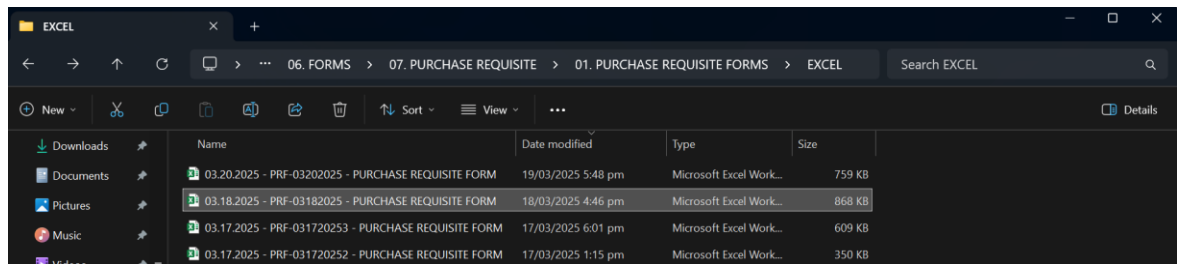 EXCEL
06. FORMS > 07. PURCHASE REQUISITE > 01. PURCHASE REQUISITE FORMS > EXCEL Search EXCEL
New Sort View Details
Downloads Name Date modified Type Size
Documents 03.20.2025 - PRF-03202025 - PURCHASE REQUISITE FORM 19/03/2025 5:48 pm Microsoft Excel Work... 759 KB
Pictures 03.18.2025 - PRF-03182025 - PURCHASE REQUISITE FORM 18/03/2025 4:46 pm Microsoft Excel Work... 868 KB
Music 03.17.2025 - PRF-031720253 - PURCHASE REQUISITE FORM 17/03/2025 6:01 pm Microsoft Excel Work... 609 KB
03.17.2025 - PRF-031720252 - PURCHASE REQUISITE FORM 17/03/2025 1:15 pm Microsoft Excel Work... 350 KB